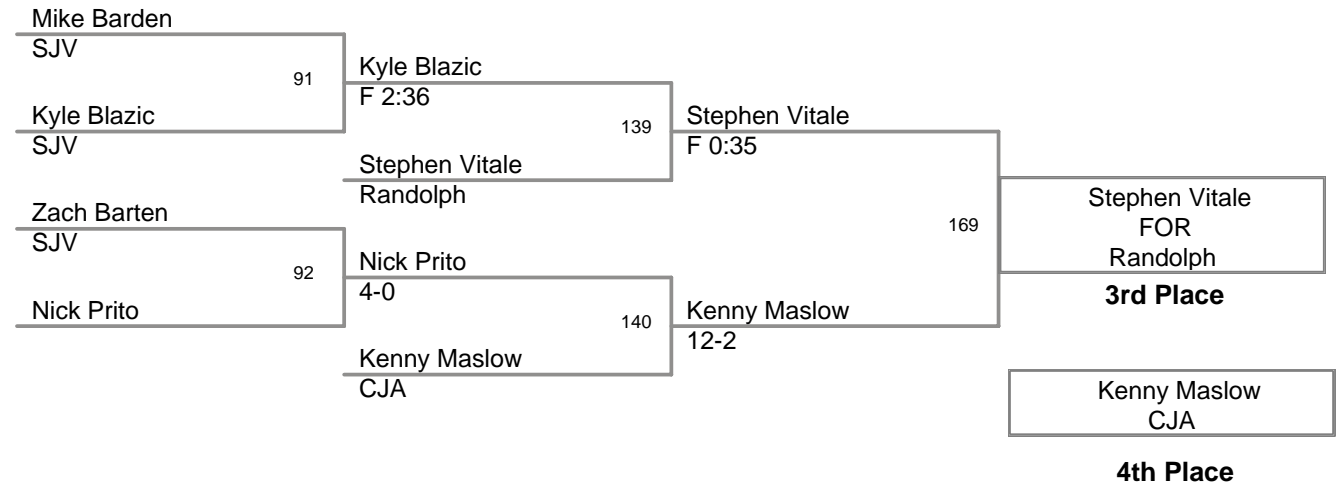 Mike Barden
SJV
91
Kyle Blazic
F 2:36
Kyle Blazic
SJV
139
Stephen Vitale
F 0:35
Stephen Vitale
Randolph
Zach Barten
SJV
92
Nick Prito
4-0
Nick Prito
140
Kenny Maslow
12-2
Kenny Maslow
CJA
169
Stephen Vitale
FOR
Randolph
3rd Place
Kenny Maslow
CJA
4th Place